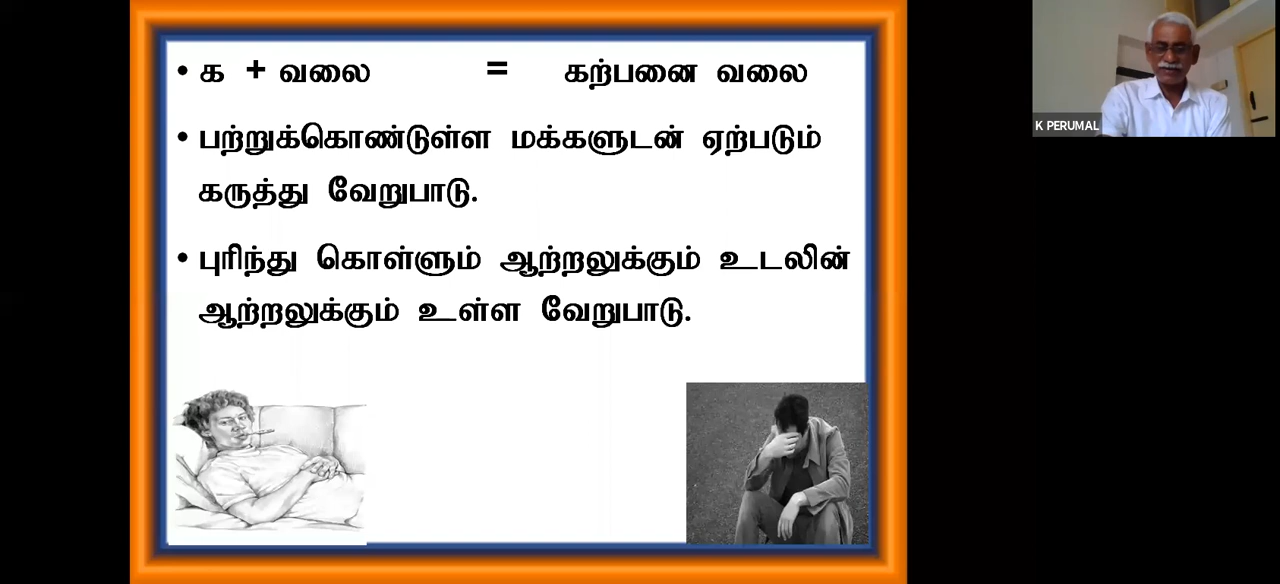 • க + வலை = கற்பனை வலை
• பற்றுக்கொண்டுள்ள மக்களுடன் ஏற்படும்
கருத்து வேறுபாடு.
• புரிந்து கொள்ளும் ஆற்றலுக்கும் உடலின்
ஆற்றலுக்கும் உள்ள வேறுபாடு.
K PERUMAL